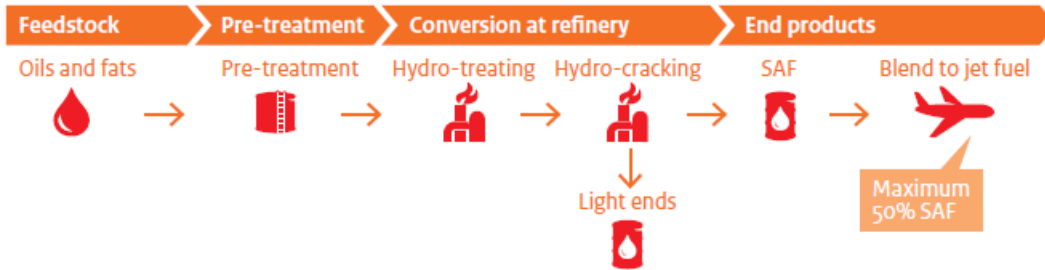 Feedstock Pre-treatment Conversion at refinery End products
Oils and fats Pre-treatment Hydro-treating Hydro-cracking SAF Blend to jet fuel
Light ends
Maximum
50% SAF